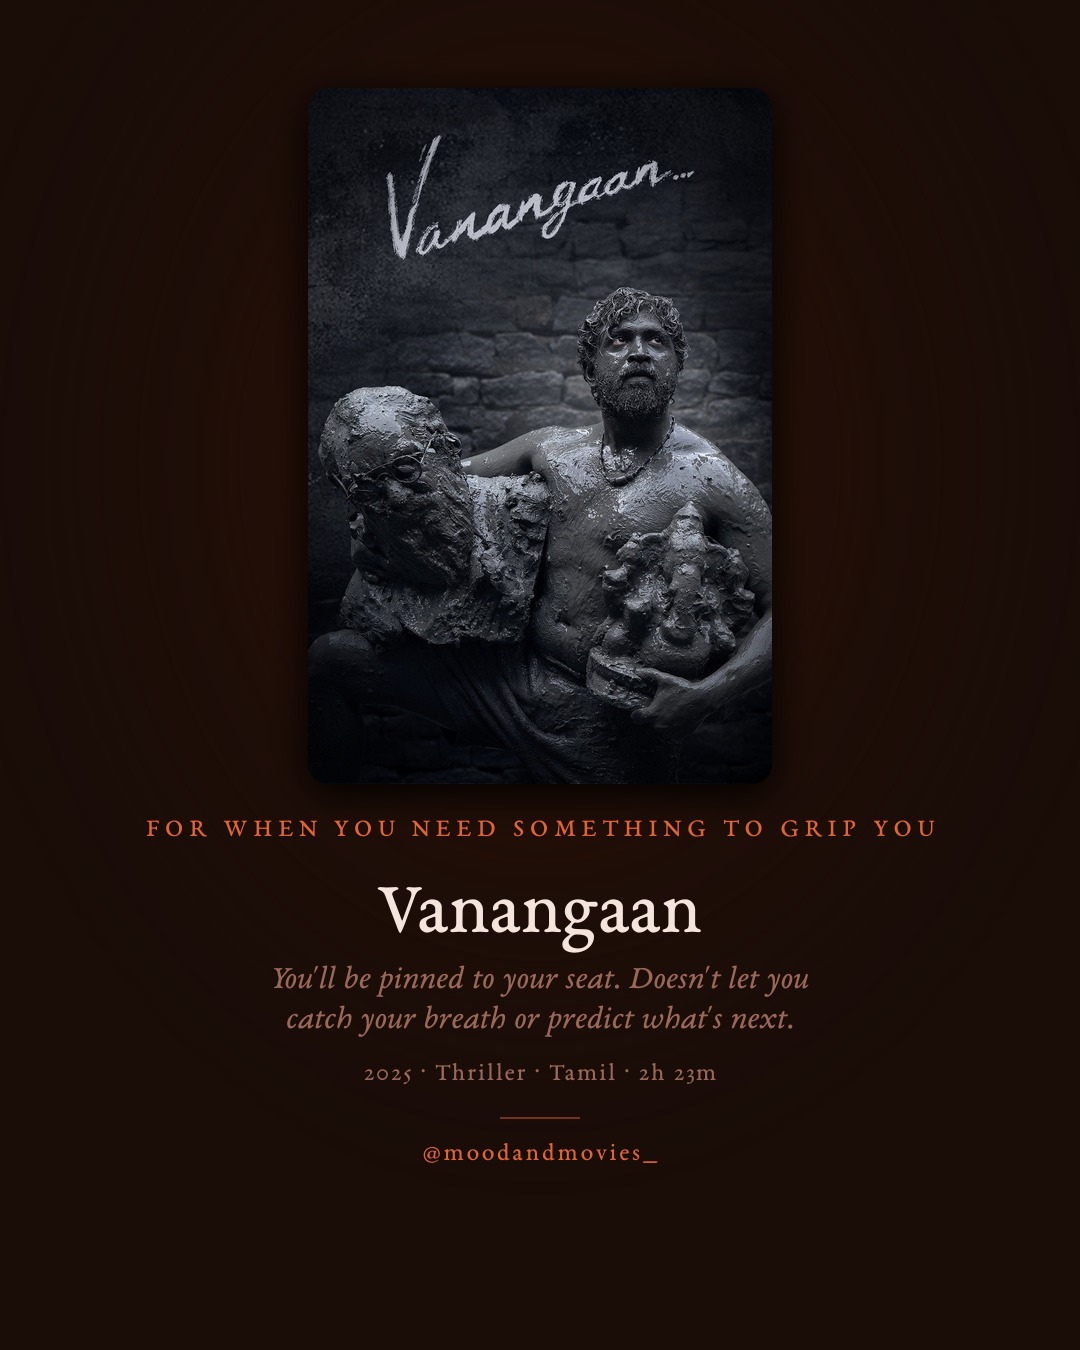 Vanangaan...
FOR WHEN YOU NEED SOMETHING TO GRIP YOU
Vanangaan
You'll be pinned to your seat. Doesn't let you
catch your breath or predict what's next.
2025 · Thriller · Tamil · 2h 23m
@moodandmovies_